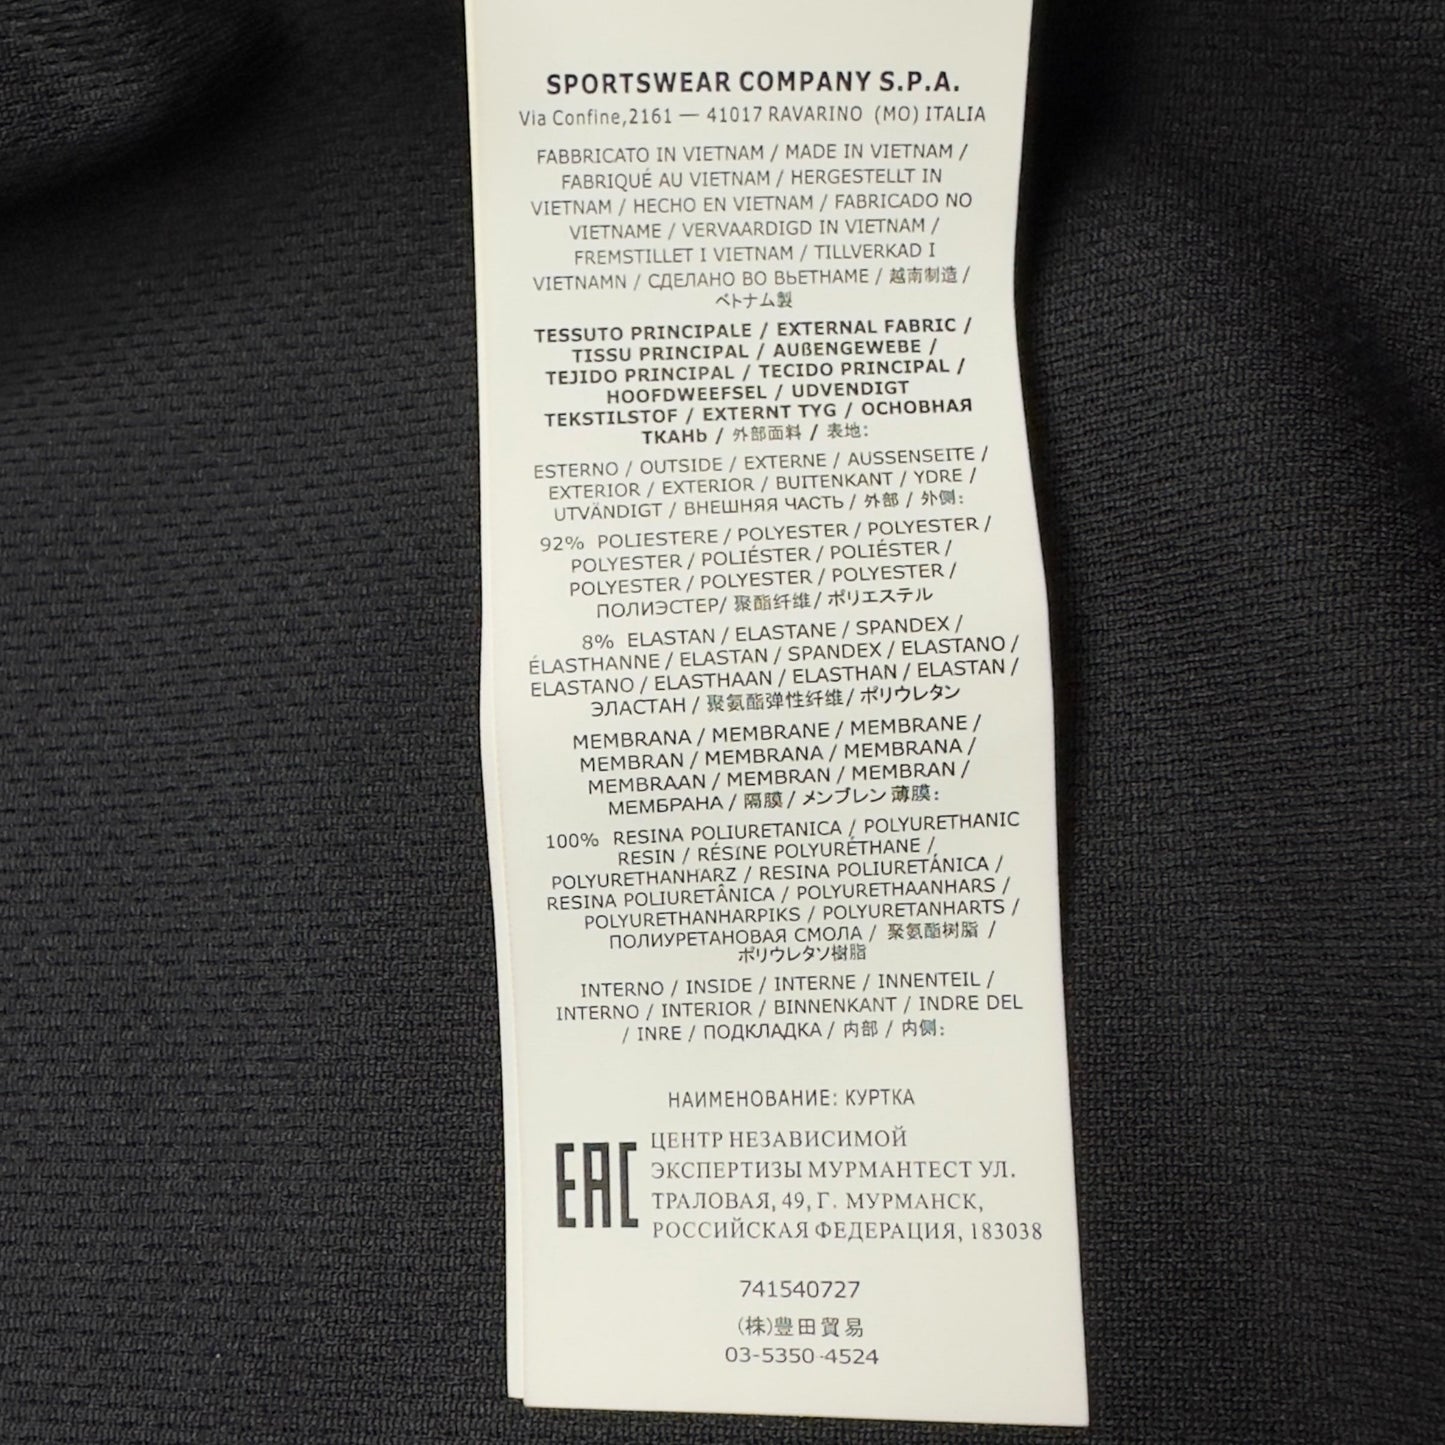 SPORTSWEAR COMPANY S.P.A.
Via Confine,2161 — 41017 RAVARINO (MO) ITALIA
FABBRICATO IN VIETNAM / MADE IN VIETNAM /
FABRIQUÉ AU VIETNAM / HERGESTELLT IN
VIETNAM / HECHO EN VIETNAM / FABRICADO NO
VIETNAME / VERVAARDIGD IN VIETNAM /
FREMSTILLET I VIETNAM / TILLVERKAD I
VIETNAMN / СДЕЛАНО ВО ВЬЕТНАМЕ / 越南制造 /
ベトナム製
TESSUTO PRINCIPALE / EXTERNAL FABRIC /
TISSU PRINCIPAL / AUßENGEWEBE /
TEJIDO PRINCIPAL / TECIDO PRINCIPAL /
HOOFDWEEFSEL / UDVENDIGT
TEKSTILSTOF / EXTERNT TYG / ОСНОВНАЯ
ТКАНЬ / 外部面料 / 表地:
ESTERNO / OUTSIDE / EXTERNE / AUSSENSEITE /
EXTERIOR / EXTERIOR / BUITENKANT / YDRE /
UTVÄNDIGT / ВНЕШНЯЯ ЧАСТЬ / 外部 / 外側:
92% POLIESTERE / POLYESTER / POLYESTER /
POLYESTER / POLIÉSTER / POLIÉSTER /
POLYESTER / POLYESTER / POLYESTER /
ПОЛИЭСТЕР/ 聚酯纤维/ ポリエステル
8% ELASTAN / ELASTANE / SPANDEX /
ÉLASTHANNE / ELASTAN / SPANDEX / ELASTANO /
ELASTANO / ELASTHAAN / ELASTHAN / ELASTAN /
ЭЛАСТАН / 聚氨酯弹性纤维/ ポリウレタン
MEMBRANA / MEMBRANE / MEMBRANE /
MEMBRAN / MEMBRANA / MEMBRANA /
MEMBRAAN / MEMBRAN / MEMBRAN /
МЕМБРАНА / 隔膜/ メンブレン 薄膜:
100% RESINA POLIURETANICA / POLYURETHANIC
RESIN / RÉSINE POLYURÉTHANE /
POLYURETHANHARZ / RESINA POLIURETÁNICA /
RESINA POLIURETÂNICA / POLYURETHAANHARS /
POLYURETHANHARPIKS / POLYURETANHARTS /
ПОЛИУРЕТАНОВАЯ СМОЛА / 聚氨酯树脂 /
ポリウレタソ樹脂
INTERNO / INSIDE / INTERNE / INNENTEIL /
INTERNO / INTERIOR / BINNENKANT / INDRE DEL
/ INRE / ПОДКЛАДКА / 内部 / 内側:
НАИМЕНОВАНИЕ: КУРТКА
EAC
ЦЕНТР НЕЗАВИСИМОЙ
ЭКСПЕРТИЗЫ МУРМАНТЕСТ УЛ.
ТРАЛОВАЯ, 49, Г. МУРМАНСК,
РОССИЙСКАЯ ФЕДЕРАЦИЯ, 183038
741540727
(株)豊田貿易
03-5350-4524